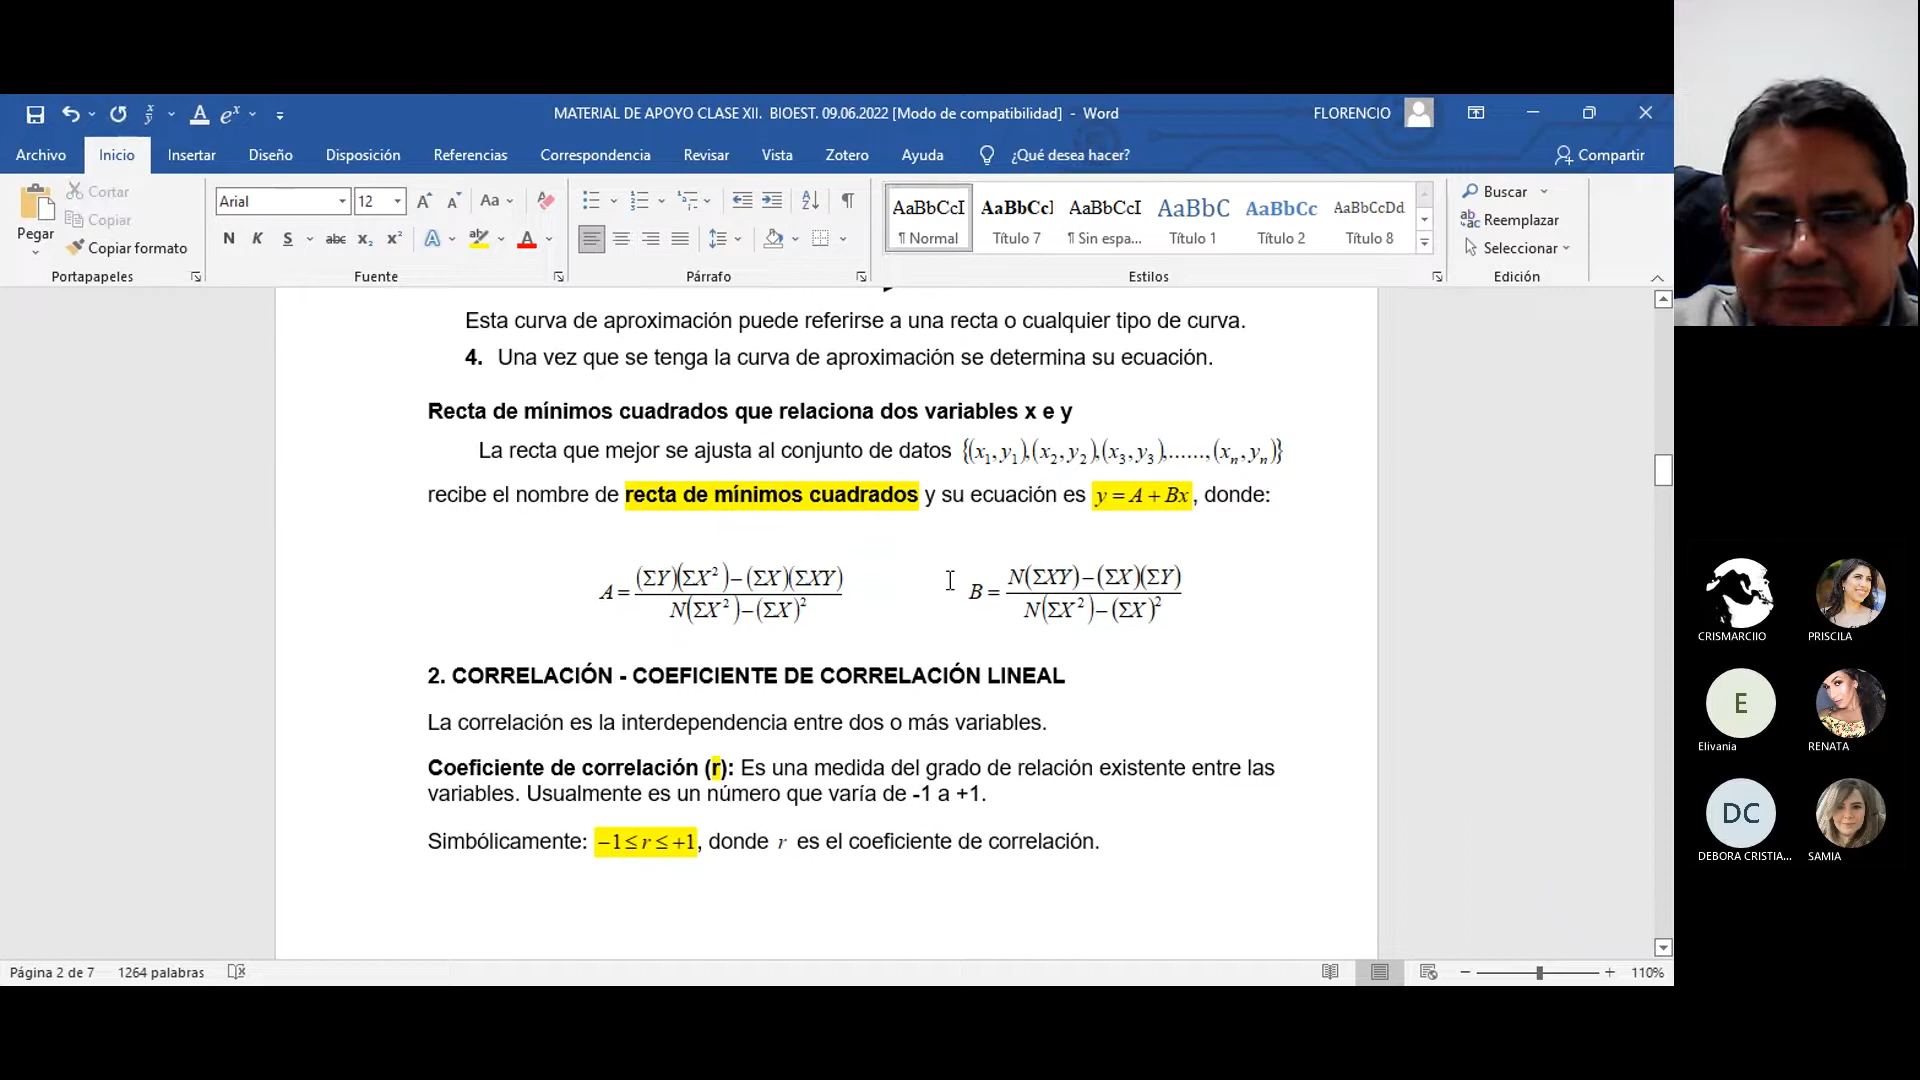 MATERIAL DE APOYO CLASE XII. BIOEST. 09.06.2022 [Modo de compatibilidad] - Word
FLORENCIO
Archivo Inicio Insertar Diseño Disposición Referencias Correspondencia Revisar Vista Zotero Ayuda ¿Qué desea hacer? Compartir
Pegar
Cortar
Copiar
Copiar formato
Portapapeles
Arial 12
N K S abc x₂ x²
Fuente
Párrafo
AaBbCcI AaBbCcI AaBbCcI AaBbC AaBbCc AaBbCcDd
¶ Normal Título 7 ¶ Sin espa... Título 1 Título 2 Título 8
Estilos
Buscar
Reemplazar
Seleccionar
Edición
Esta curva de aproximación puede referirse a una recta o cualquier tipo de curva.
4. Una vez que se tenga la curva de aproximación se determina su ecuación.
Recta de mínimos cuadrados que relaciona dos variables x e y
La recta que mejor se ajusta al conjunto de datos {(x₁, y₁),(x₂, y₂),(x₃, y₃),......,(xₙ, yₙ)}
recibe el nombre de recta de mínimos cuadrados y su ecuación es y = A + Bx, donde:
A = (ΣY)(ΣX²)−(ΣX)(ΣXY) / N(ΣX²)−(ΣX)² B = N(ΣXY)−(ΣX)(ΣY) / N(ΣX²)−(ΣX)²
2. CORRELACIÓN - COEFICIENTE DE CORRELACIÓN LINEAL
La correlación es la interdependencia entre dos o más variables.
Coeficiente de correlación (r): Es una medida del grado de relación existente entre las
variables. Usualmente es un número que varía de -1 a +1.
Simbólicamente: −1 ≤ r ≤ +1, donde r es el coeficiente de correlación.
Página 2 de 7 1264 palabras 110%
CRISMARCIIO PRISCILA
E
Elivania RENATA
DC
DEBORA CRISTIA... SAMIA